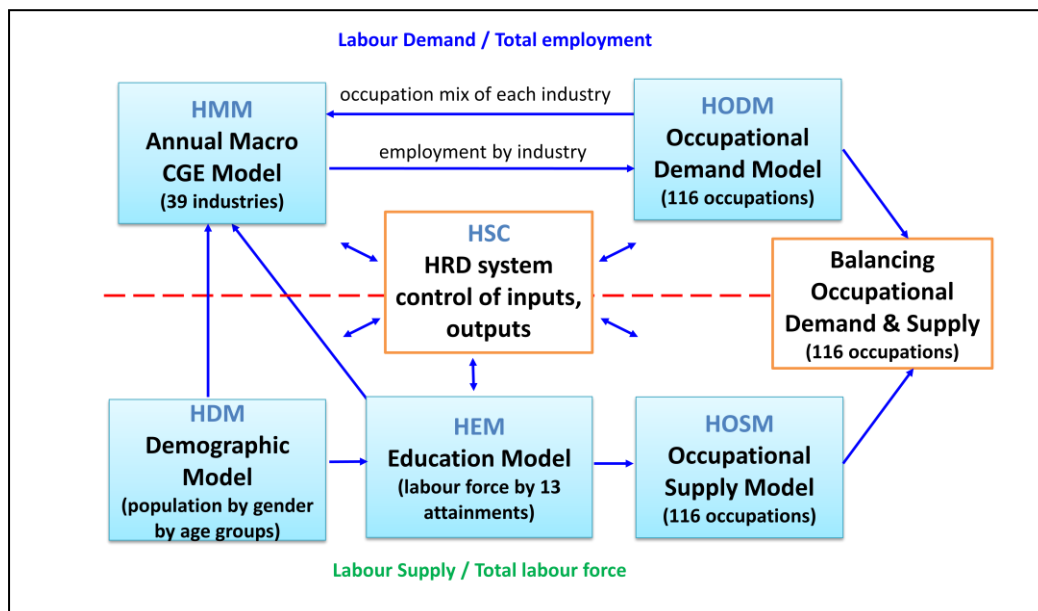 Labour Demand / Total employment
HMM
Annual Macro
CGE Model
(39 industries)
occupation mix of each industry
employment by industry
HODM
Occupational
Demand Model
(116 occupations)
HSC
HRD system
control of inputs,
outputs
Balancing
Occupational
Demand & Supply
(116 occupations)
HDM
Demographic
Model
(population by gender
by age groups)
HEM
Education Model
(labour force by 13
attainments)
HOSM
Occupational
Supply Model
(116 occupations)
Labour Supply / Total labour force